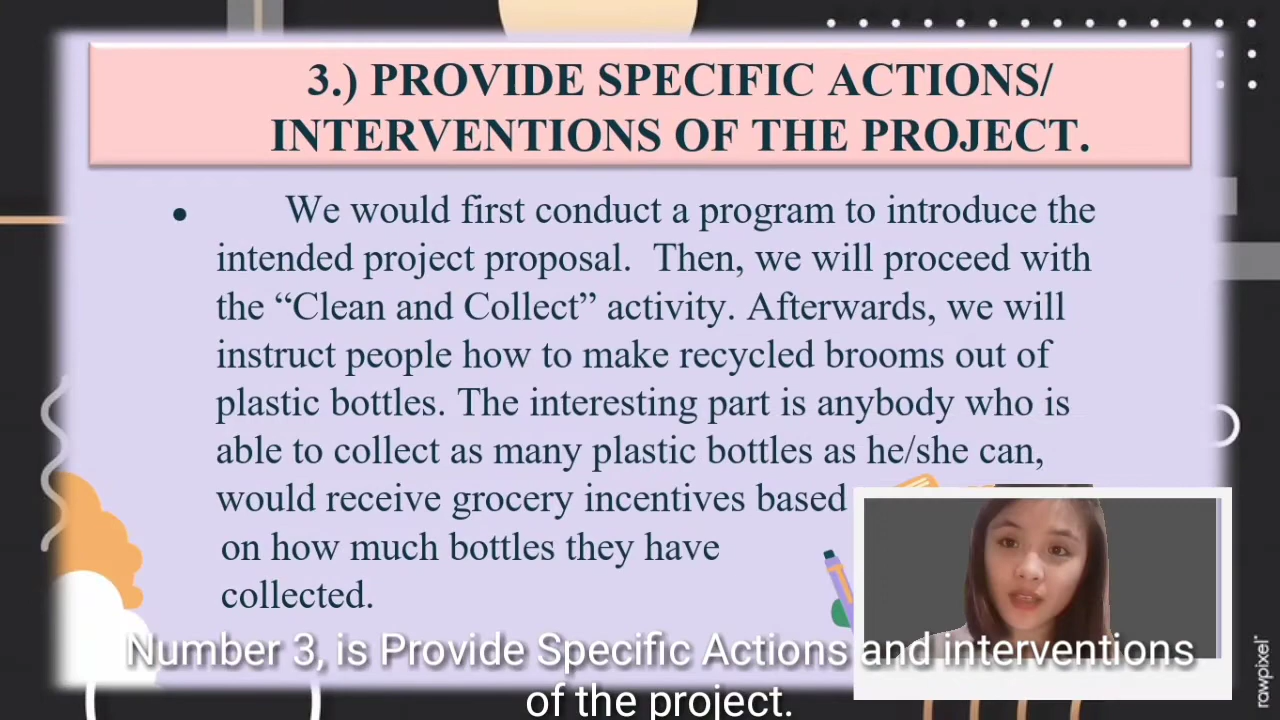 3.) PROVIDE SPECIFIC ACTIONS/
INTERVENTIONS OF THE PROJECT.
• We would first conduct a program to introduce the
intended project proposal. Then, we will proceed with
the “Clean and Collect” activity. Afterwards, we will
instruct people how to make recycled brooms out of
plastic bottles. The interesting part is anybody who is
able to collect as many plastic bottles as he/she can,
would receive grocery incentives based
on how much bottles they have
collected.
Number 3, is Provide Specific Actions and interventions
of the project.
rawpixel